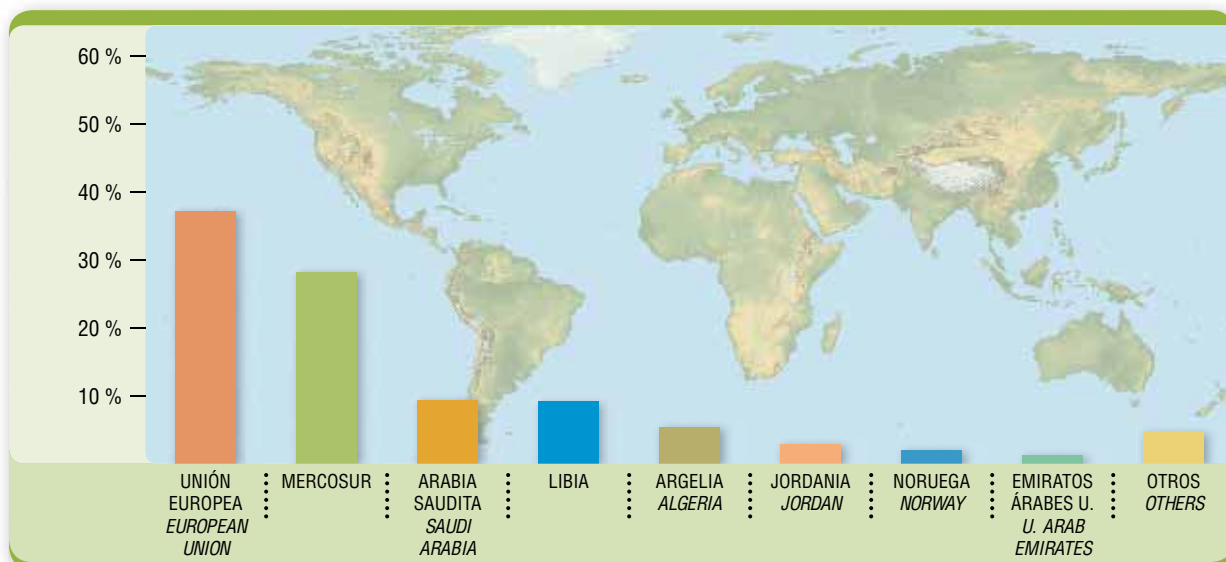 60 %
50 %
40 %
30 %
20 %
10 %
UNIÓN
EUROPEA
EUROPEAN
UNION
MERCOSUR
ARABIA
SAUDITA
SAUDI
ARABIA
LIBIA
ARGELIA
ALGERIA
JORDANIA
JORDAN
NORUEGA
NORWAY
EMIRATOS
ÁRABES U.
U. ARAB
EMIRATES
OTROS
OTHERS